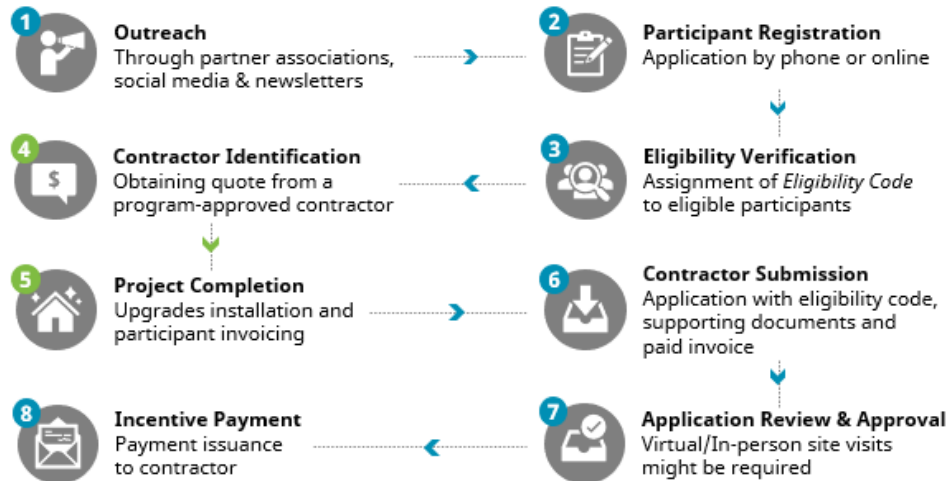 1
Outreach
Through partner associations,
social media & newsletters
2
Participant Registration
Application by phone or online
3
Eligibility Verification
Assignment of Eligibility Code
to eligible participants
4
Contractor Identification
Obtaining quote from a
program-approved contractor
$
5
Project Completion
Upgrades installation and
participant invoicing
6
Contractor Submission
Application with eligibility code,
supporting documents and
paid invoice
7
Application Review & Approval
Virtual/In-person site visits
might be required
8
Incentive Payment
Payment issuance
to contractor